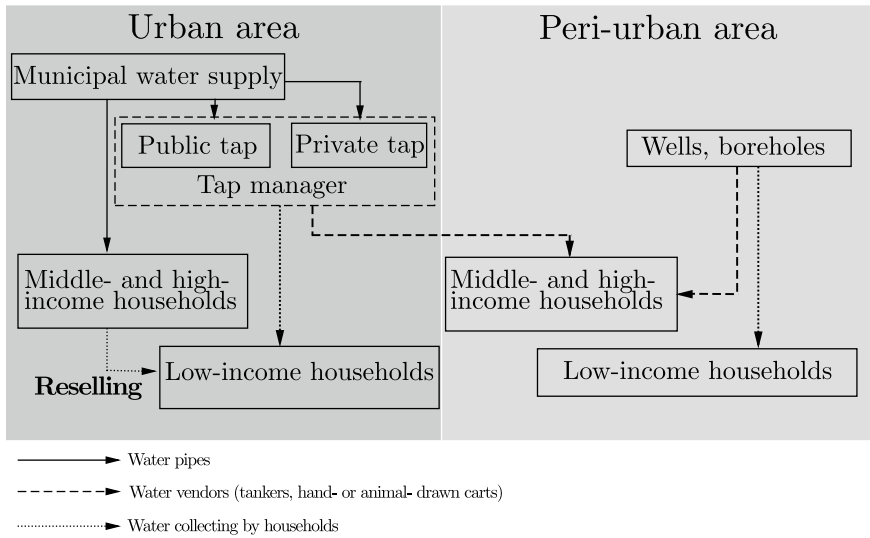 Urban area
Peri-urban area
Municipal water supply
Public tap
Private tap
Tap manager
Wells, boreholes
Middle- and high-
income households
Middle- and high-
income households
Reselling
Low-income households
Low-income households
Water pipes
Water vendors (tankers, hand- or animal- drawn carts)
Water collecting by households